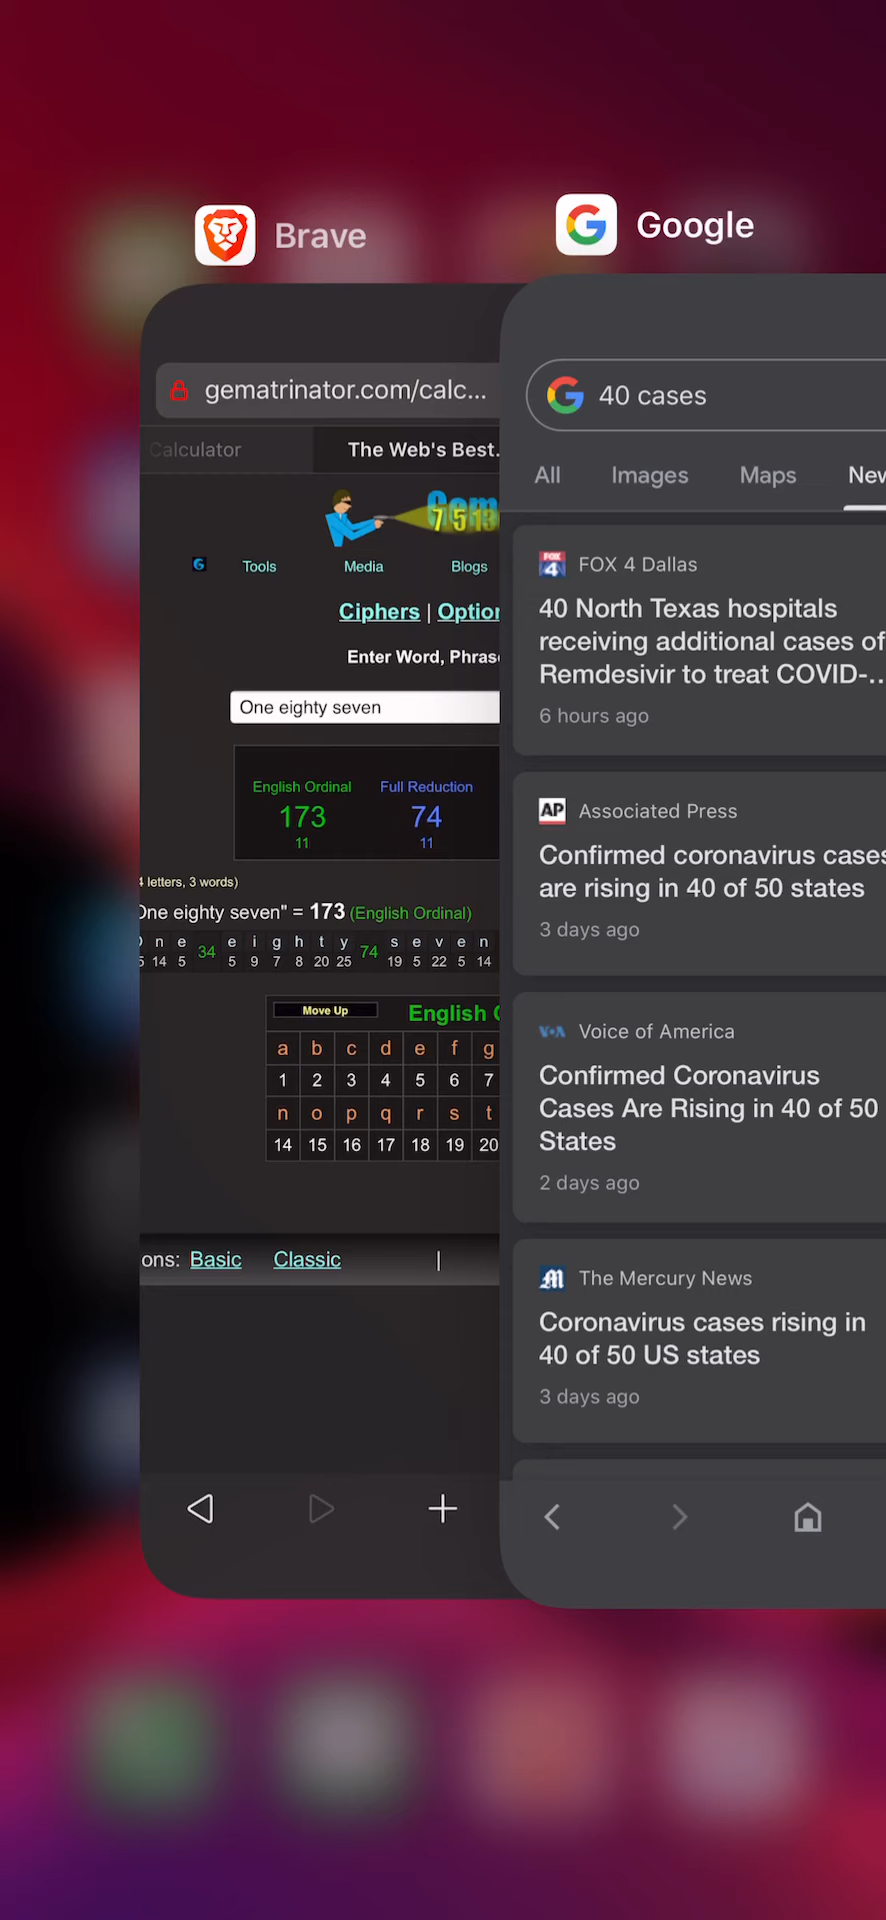 Brave
Google
gematrinator.com/calc...
Calculator
The Web's Best.
7 5 13
Tools
Media
Blogs
Ciphers | Option
Enter Word, Phras
One eighty seven
English Ordinal
Full Reduction
173
74
11
11
letters, 3 words)
One eighty seven" = 173 (English Ordinal)
n e 34 e i g h t y 74 s e v e n
5 14 5 5 9 7 8 20 25 19 5 22 5 14
Move Up
English
a b c d e f g
1 2 3 4 5 6 7
n o p q r s t
14 15 16 17 18 19 20
ons: Basic Classic |
40 cases
All
Images
Maps
New
FOX 4 Dallas
40 North Texas hospitals
receiving additional cases of
Remdesivir to treat COVID-...
6 hours ago
AP
Associated Press
Confirmed coronavirus cases
are rising in 40 of 50 states
3 days ago
VOA
Voice of America
Confirmed Coronavirus
Cases Are Rising in 40 of 50
States
2 days ago
The Mercury News
Coronavirus cases rising in
40 of 50 US states
3 days ago